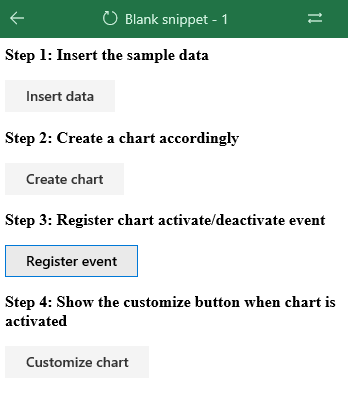 Blank snippet - 1
Step 1: Insert the sample data
Insert data
Step 2: Create a chart accordingly
Create chart
Step 3: Register chart activate/deactivate event
Register event
Step 4: Show the customize button when chart is
activated
Customize chart